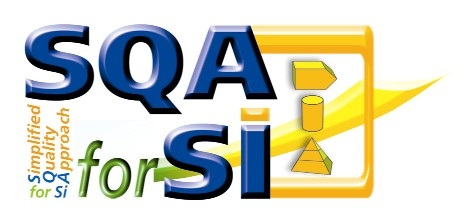 SQA
for Si
Simplified
Quality
Approach
for Si